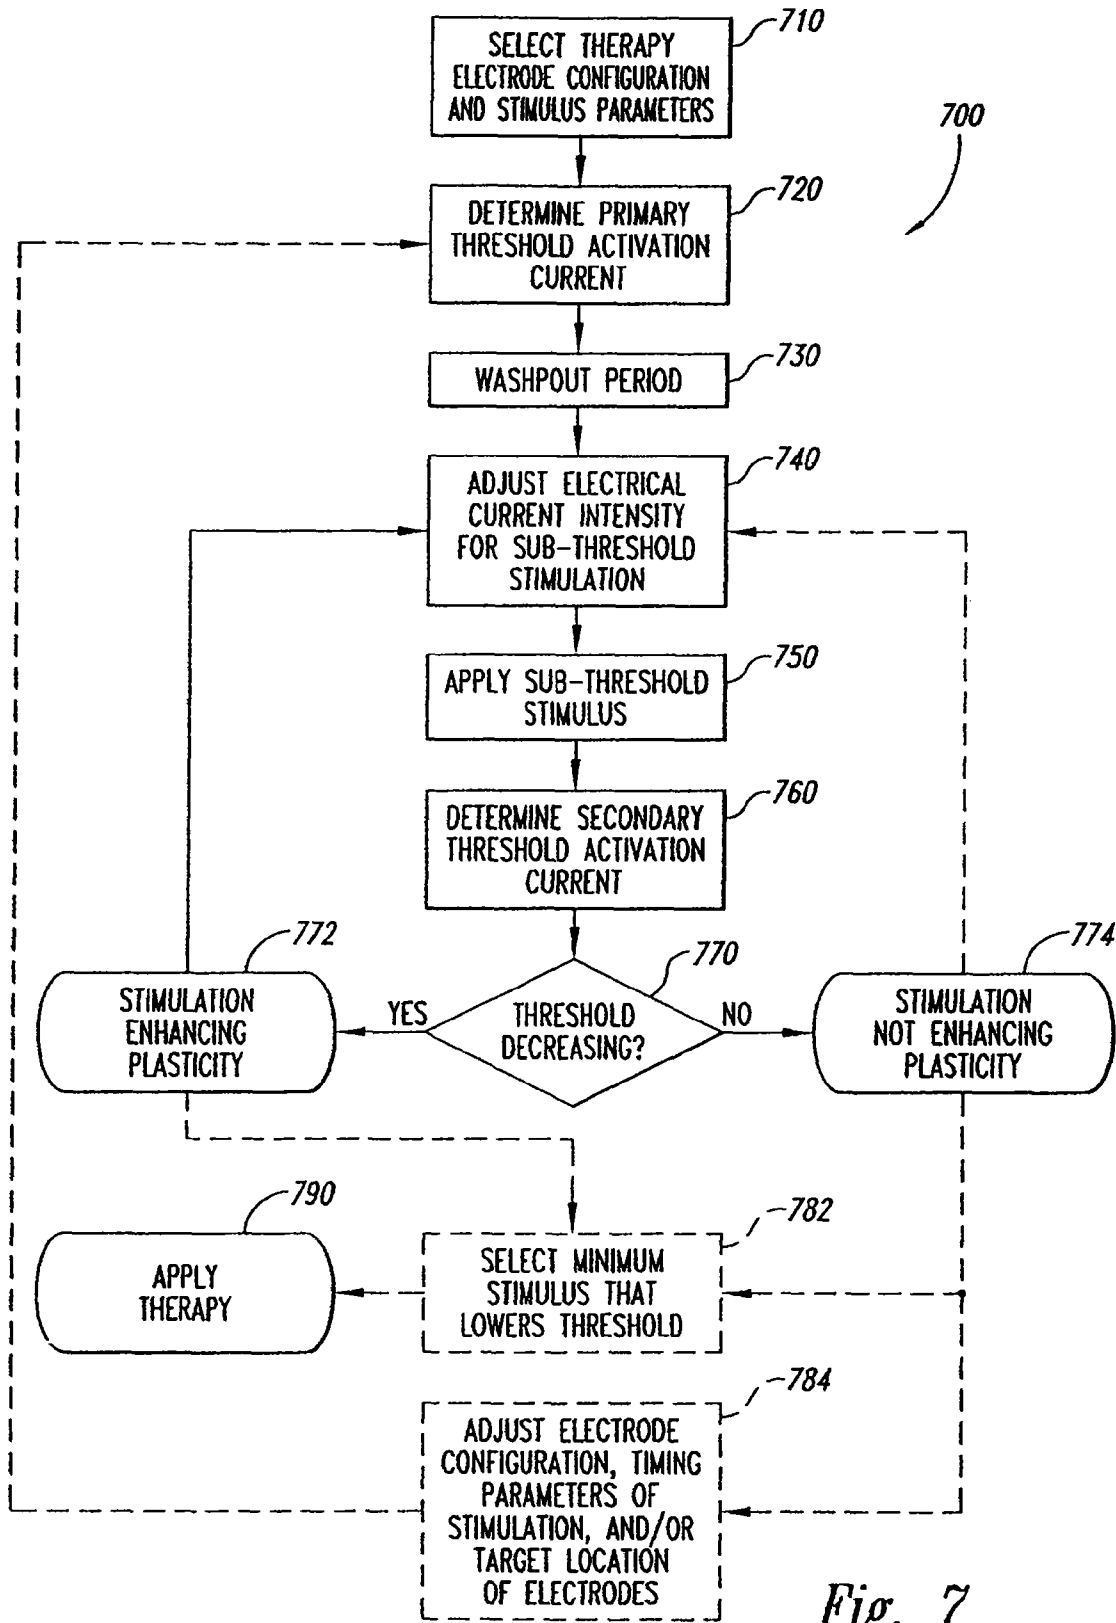 710
SELECT THERAPY
ELECTRODE CONFIGURATION
AND STIMULUS PARAMETERS
700
720
DETERMINE PRIMARY
THRESHOLD ACTIVATION
CURRENT
730
WASHPOUT PERIOD
740
ADJUST ELECTRICAL
CURRENT INTENSITY
FOR SUB-THRESHOLD
STIMULATION
750
APPLY SUB-THRESHOLD
STIMULUS
760
DETERMINE SECONDARY
THRESHOLD ACTIVATION
CURRENT
772
STIMULATION
ENHANCING
PLASTICITY
YES
770
THRESHOLD
DECREASING?
NO
774
STIMULATION
NOT ENHANCING
PLASTICITY
790
APPLY
THERAPY
782
SELECT MINIMUM
STIMULUS THAT
LOWERS THRESHOLD
784
ADJUST ELECTRODE
CONFIGURATION, TIMING
PARAMETERS OF
STIMULATION, AND/OR
TARGET LOCATION
OF ELECTRODES
Fig. 7